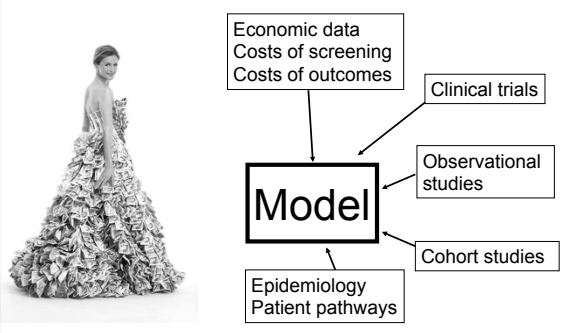 Economic data
Costs of screening
Costs of outcomes
Clinical trials
Observational
studies
Model
Cohort studies
Epidemiology
Patient pathways